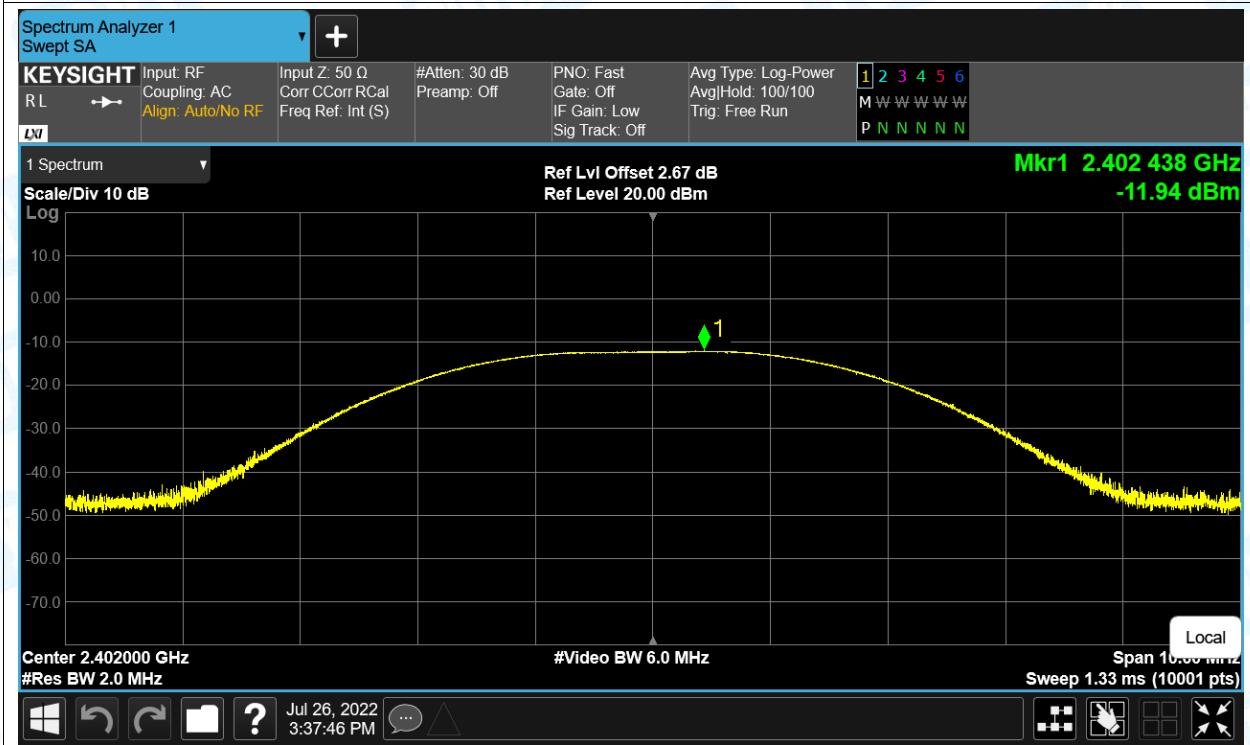 Spectrum Analyzer 1
Swept SA
KEYSIGHT
R L
LXI
Input: RF
Coupling: AC
Align: Auto/No RF
Input Z: 50 Ω
Corr CCorr RCal
Freq Ref: Int (S)
#Atten: 30 dB
Preamp: Off
PNO: Fast
Gate: Off
IF Gain: Low
Sig Track: Off
Avg Type: Log-Power
Avg|Hold: 100/100
Trig: Free Run
1 2 3 4 5 6
M W W W W W
P N N N N N
1 Spectrum
Scale/Div 10 dB
Ref Lvl Offset 2.67 dB
Ref Level 20.00 dBm
Mkr1 2.402 438 GHz
-11.94 dBm
Log
10.0
0.00
-10.0
-20.0
-30.0
-40.0
-50.0
-60.0
-70.0
1
Local
Center 2.402000 GHz
#Res BW 2.0 MHz
#Video BW 6.0 MHz
Span 10.00 MHz
Sweep 1.33 ms (10001 pts)
?
Jul 26, 2022
3:37:46 PM